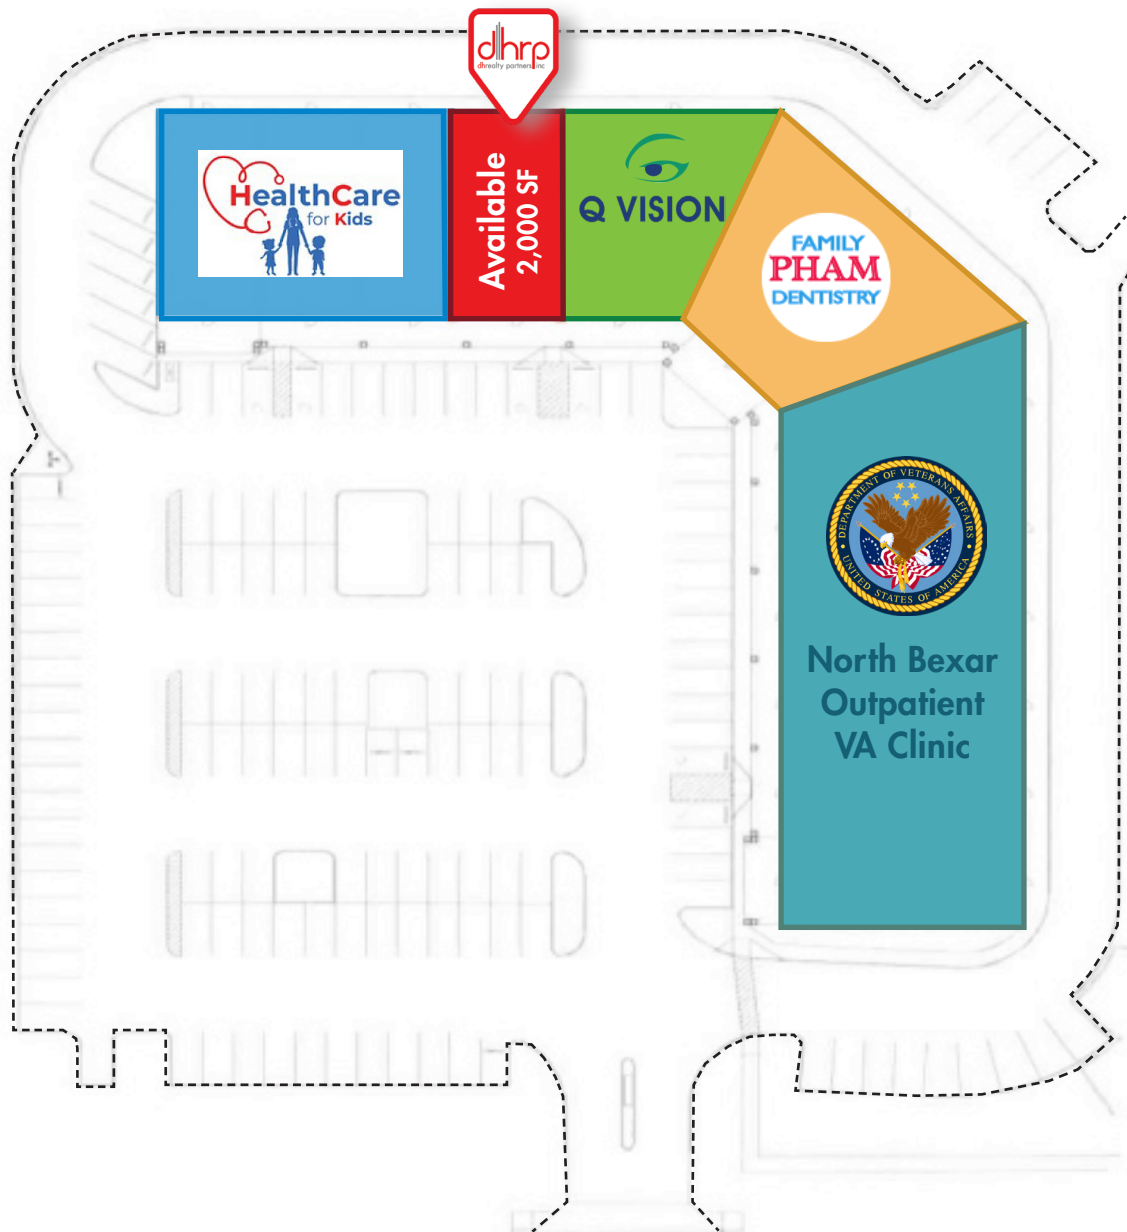 dhrp
dhrealty partners, inc
HealthCare
for Kids
Available
2,000 SF
Q VISION
FAMILY
PHAM
DENTISTRY
DEPARTMENT OF VETERANS AFFAIRS
UNITED STATES OF AMERICA
North Bexar
Outpatient
VA Clinic